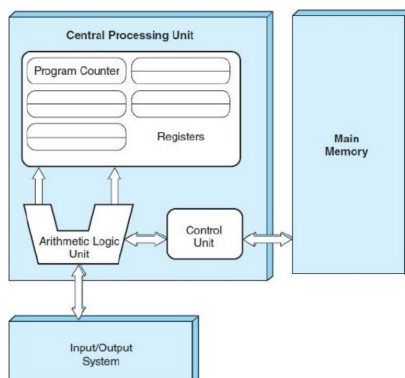 Central Processing Unit
Program Counter
Registers
Main
Memory
Arithmetic Logic
Unit
Control
Unit
Input/Output
System